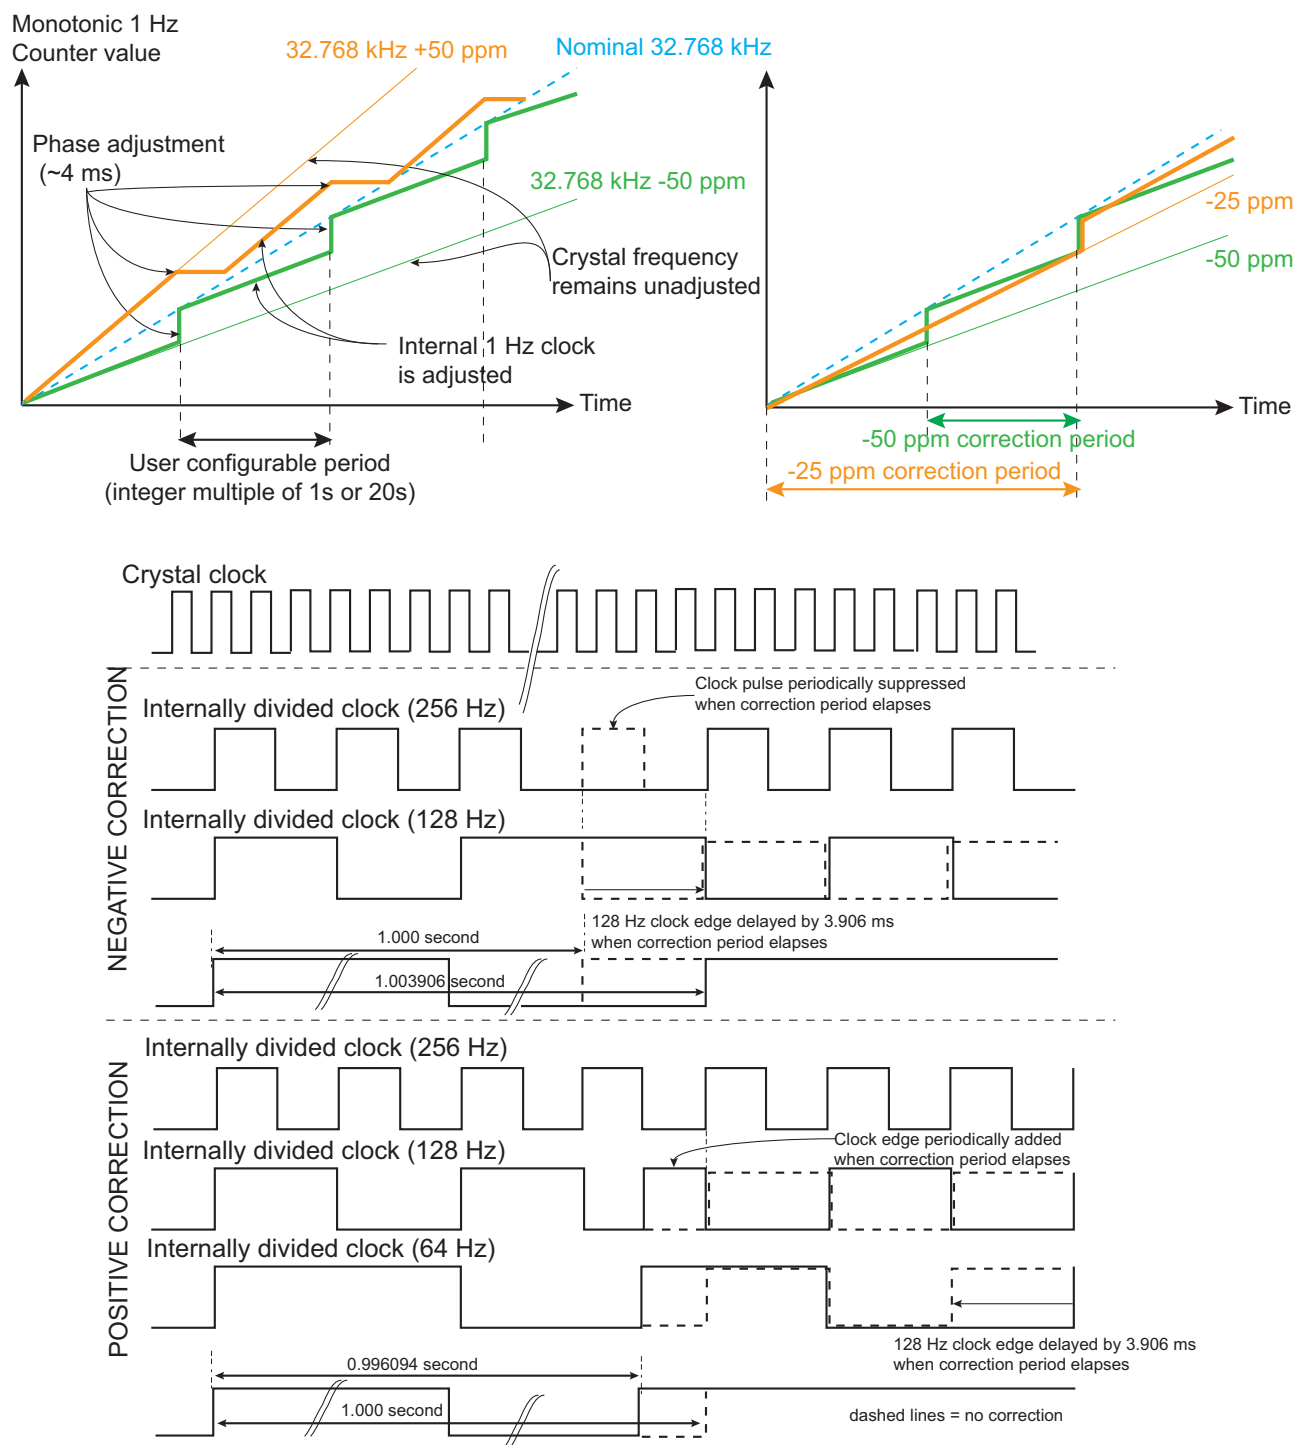 Monotonic 1 Hz
Counter value
32.768 kHz +50 ppm
Nominal 32.768 kHz
Phase adjustment
(~4 ms)
32.768 kHz -50 ppm
Crystal frequency
remains unadjusted
Internal 1 Hz clock
is adjusted
Time
User configurable period
(integer multiple of 1s or 20s)
-25 ppm
-50 ppm
Time
-50 ppm correction period
-25 ppm correction period
Crystal clock
NEGATIVE CORRECTION
Clock pulse periodically suppressed
when correction period elapses
Internally divided clock (256 Hz)
Internally divided clock (128 Hz)
128 Hz clock edge delayed by 3.906 ms
when correction period elapses
1.000 second
1.003906 second
POSITIVE CORRECTION
Internally divided clock (256 Hz)
Internally divided clock (128 Hz)
Clock edge periodically added
when correction period elapses
Internally divided clock (64 Hz)
128 Hz clock edge delayed by 3.906 ms
when correction period elapses
0.996094 second
1.000 second
dashed lines = no correction